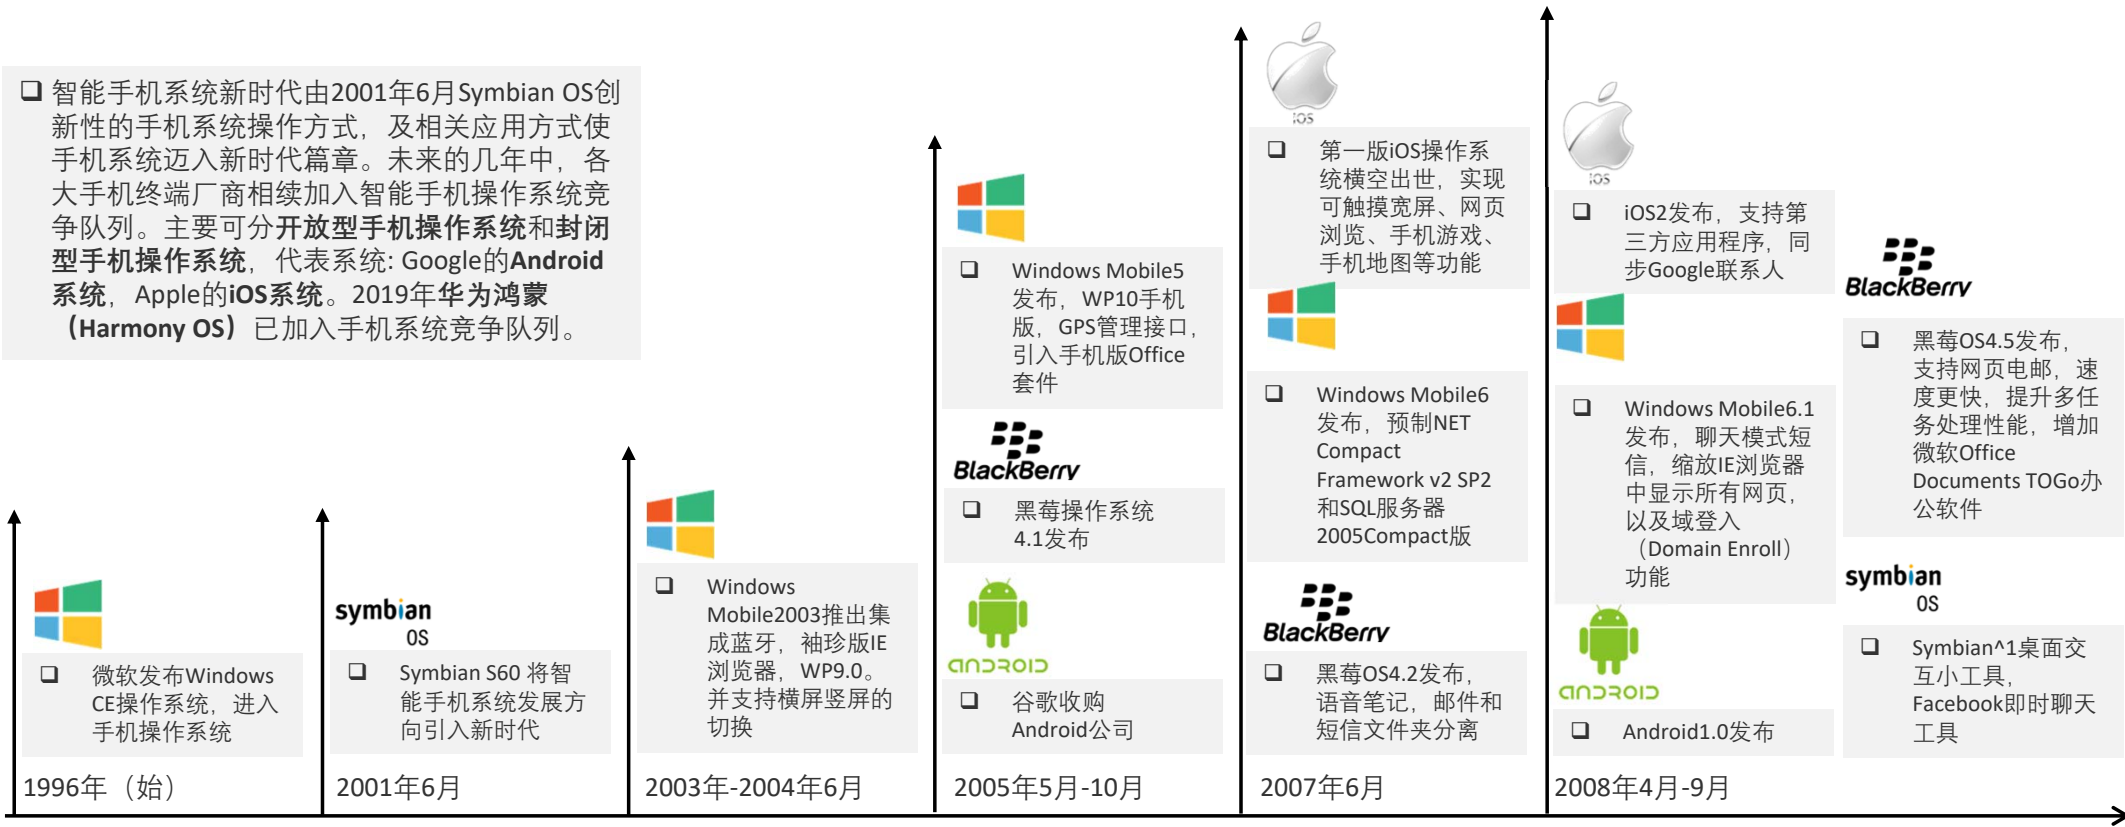 智能手机系统新时代由2001年6月Symbian OS创
新性的手机系统操作方式，及相关应用方式使
手机系统迈入新时代篇章。未来的几年中，各
大手机终端厂商相续加入智能手机操作系统竞
争队列。主要可分开放型手机操作系统和封闭
型手机操作系统，代表系统: Google的Android
系统，Apple的iOS系统。2019年华为鸿蒙
（Harmony OS）已加入手机系统竞争队列。
微软发布Windows
CE操作系统，进入
手机操作系统
1996年（始）
symbian
OS
Symbian S60 将智
能手机系统发展方
向引入新时代
2001年6月
Windows
Mobile2003推出集
成蓝牙，袖珍版IE
浏览器，WP9.0。
并支持横屏竖屏的
切换
2003年-2004年6月
Windows Mobile5
发布，WP10手机
版，GPS管理接口，
引入手机版Office
套件
BlackBerry
黑莓操作系统
4.1发布
ANDROID
谷歌收购
Android公司
2005年5月-10月
iOS
第一版iOS操作系
统横空出世，实现
可触摸宽屏、网页
浏览、手机游戏、
手机地图等功能
Windows Mobile6
发布，预制NET
Compact
Framework v2 SP2
和SQL服务器
2005Compact版
BlackBerry
黑莓OS4.2发布，
语音笔记，邮件和
短信文件夹分离
2007年6月
iOS
iOS2发布，支持第
三方应用程序，同
步Google联系人
Windows Mobile6.1
发布，聊天模式短
信，缩放IE浏览器
中显示所有网页，
以及域登入
（Domain Enroll）
功能
ANDROID
Android1.0发布
BlackBerry
黑莓OS4.5发布，
支持网页电邮，速
度更快，提升多任
务处理性能，增加
微软Office
Documents TOGo办
公软件
symbian
OS
Symbian^1桌面交
互小工具，
Facebook即时聊天
工具
2008年4月-9月